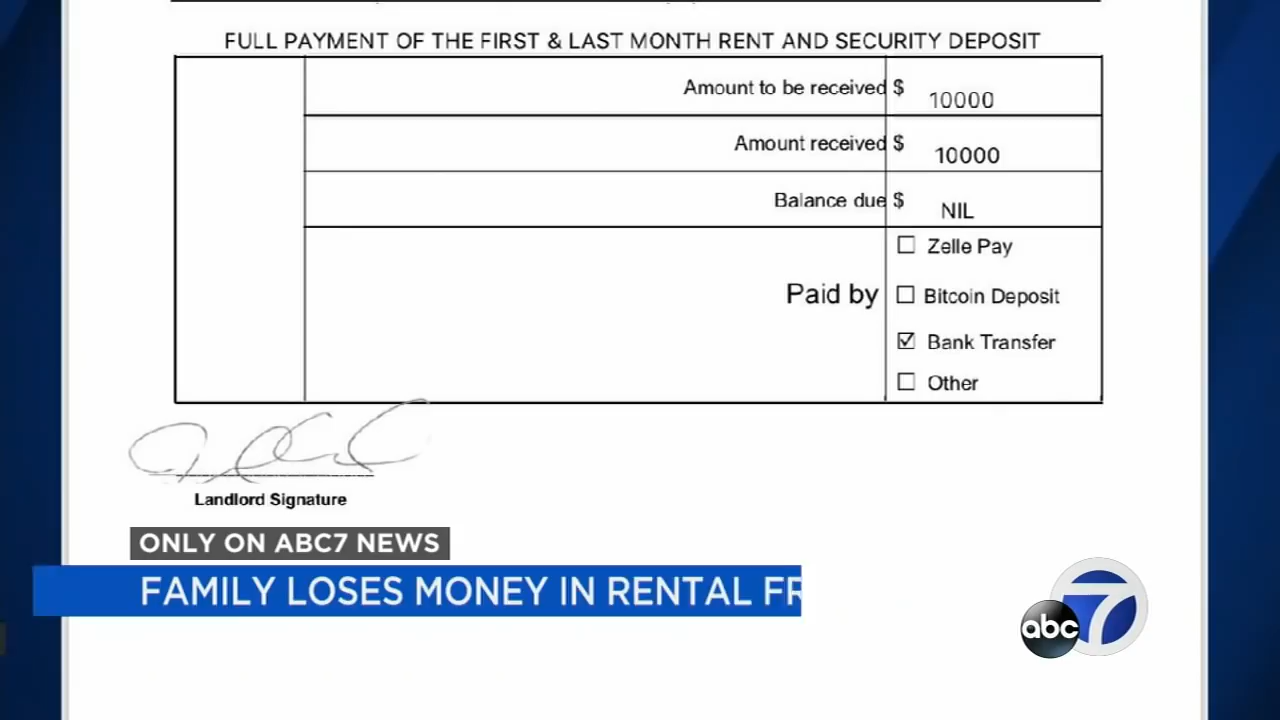 FULL PAYMENT OF THE FIRST & LAST MONTH RENT AND SECURITY DEPOSIT
Amount to be received $ 10000
Amount received $ 10000
Balance due $ NIL
Paid by
☐ Zelle Pay
☐ Bitcoin Deposit
☑ Bank Transfer
☐ Other
Landlord Signature
ONLY ON ABC7 NEWS
FAMILY LOSES MONEY IN RENTAL FR
abc 7